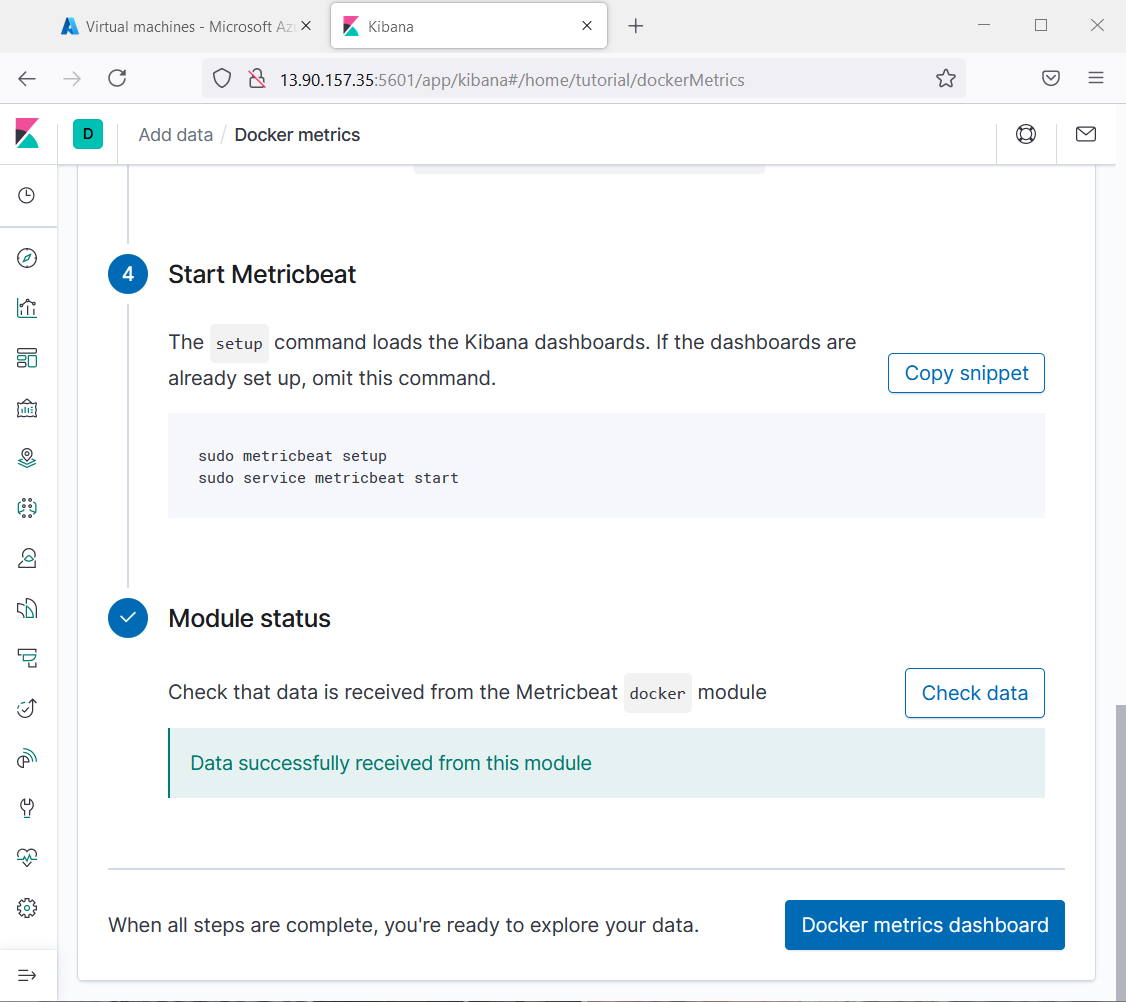 Virtual machines - Microsoft Az
Kibana
13.90.157.35:5601/app/kibana#/home/tutorial/dockerMetrics
D
Add data / Docker metrics
4
Start Metricbeat
The setup command loads the Kibana dashboards. If the dashboards are
already set up, omit this command.
Copy snippet
sudo metricbeat setup
sudo service metricbeat start
Module status
Check that data is received from the Metricbeat docker module
Check data
Data successfully received from this module
When all steps are complete, you're ready to explore your data.
Docker metrics dashboard